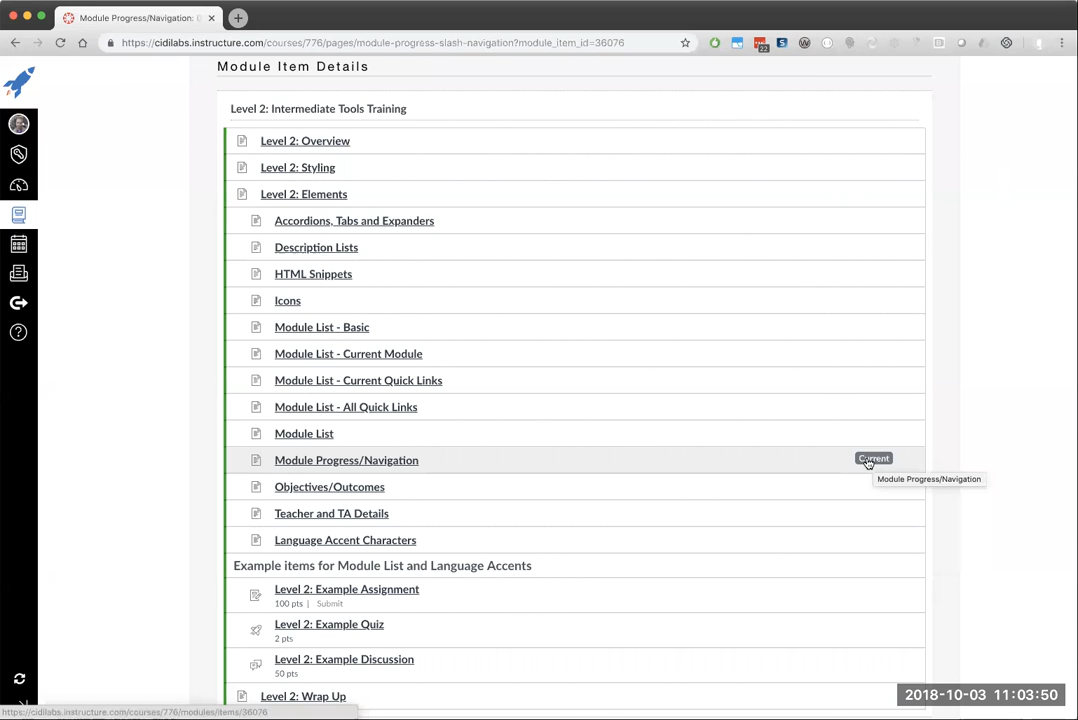 Module Progress/Navigation:
https://cidilabs.instructure.com/courses/776/pages/module-progress-slash-navigation?module_item_id=36076
22
Module Item Details
Level 2: Intermediate Tools Training
Level 2: Overview
Level 2: Styling
Level 2: Elements
Accordions, Tabs and Expanders
Description Lists
HTML Snippets
Icons
Module List - Basic
Module List - Current Module
Module List - Current Quick Links
Module List - All Quick Links
Module List
Module Progress/Navigation
Current
Module Progress/Navigation
Objectives/Outcomes
Teacher and TA Details
Language Accent Characters
Example items for Module List and Language Accents
Level 2: Example Assignment
100 pts | Submit
Level 2: Example Quiz
2 pts
Level 2: Example Discussion
50 pts
Level 2: Wrap Up
2018-10-03 11:03:50
https://cidilabs.instructure.com/courses/776/modules/items/36076